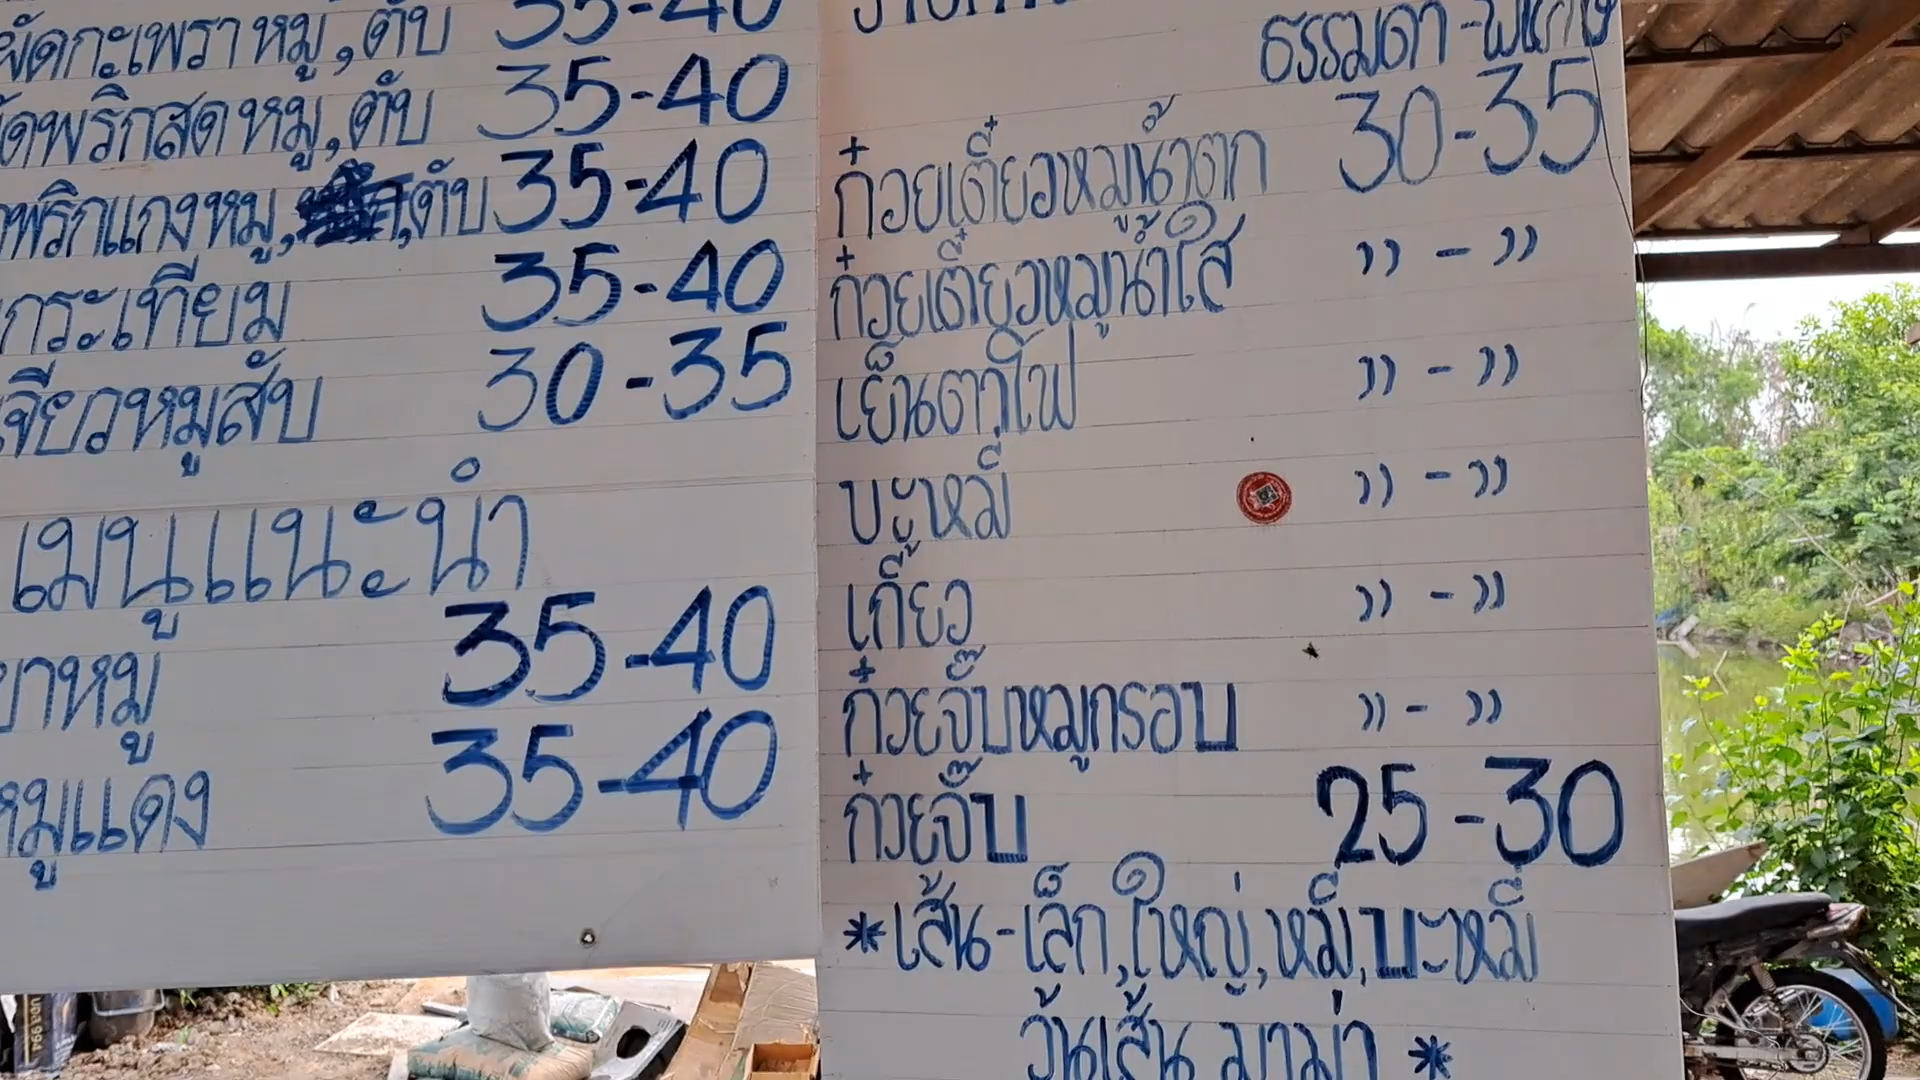 ผัดกะเพราหมู,ตับ 35-40
ผัดพริกสดหมู,ตับ 35-40
พริกแกงหมู, ,ตับ 35-40
กระเทียม 35-40
เจียวหมูสับ 30-35
เมนูแนะนำ
หมู 35-40
หมูแดง 35-40
ธรรมดา-พิเศษ
ก๋วยเตี๋ยวหมูน้ำตก 30-35
ก๋วยเตี๋ยวหมูน้ำใส " - "
เย็นตาโฟ " - "
บะหมี่ " - "
เกี๊ยว " - "
ก๋วยจั๊บหมูกรอบ " - "
ก๋วยจั๊บ 25-30
*เส้น-เล็ก,ใหญ่,หมี่,บะหมี่
วุ้นเส้น มาม่า *